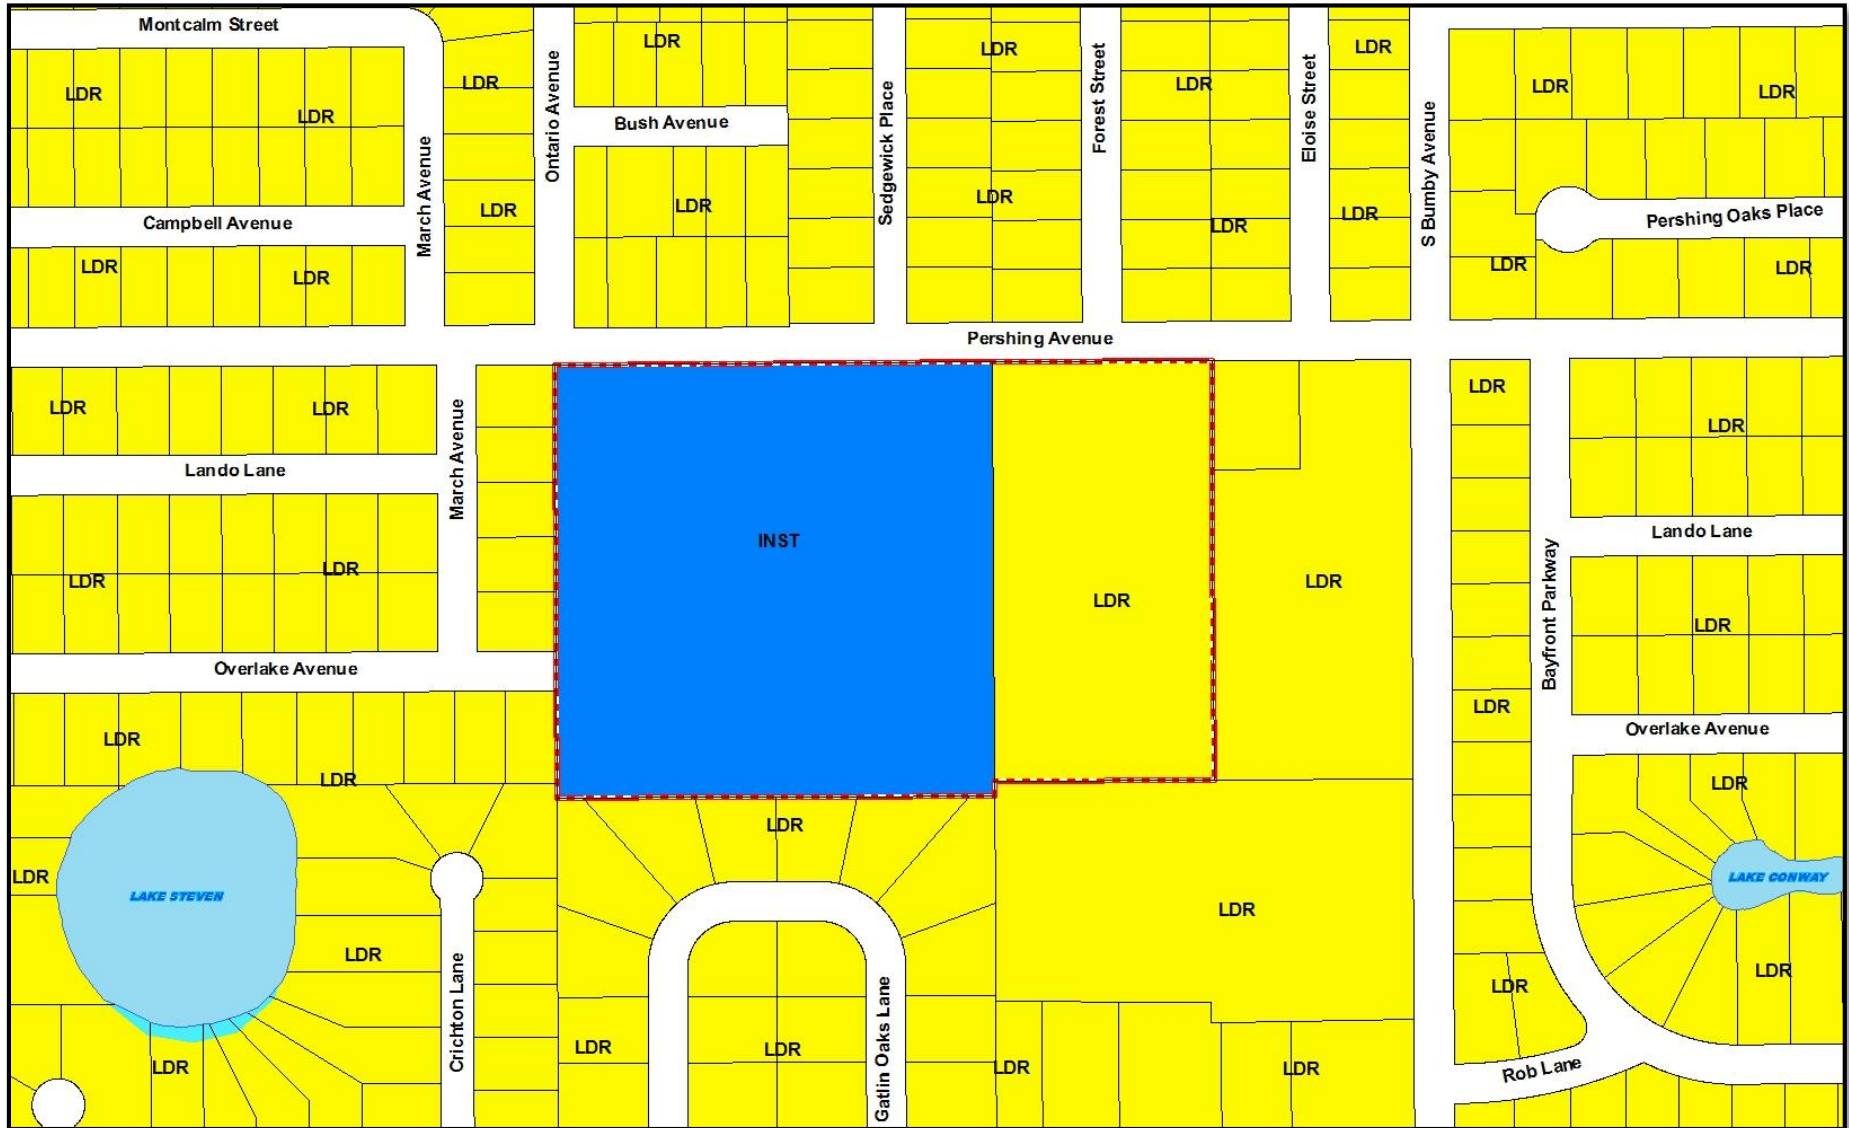 Montcalm Street
LDR
LDR
LDR
LDR
LDR
LDR
LDR
LDR
LDR
Ontario Avenue
Bush Avenue
Sedgewick Place
Forest Street
Eloise Street
S Bumby Avenue
March Avenue
LDR
LDR
LDR
LDR
LDR
Pershing Oaks Place
Campbell Avenue
LDR
LDR
LDR
LDR
Pershing Avenue
LDR
LDR
LDR
LDR
March Avenue
Lando Lane
INST
Lando Lane
LDR
LDR
LDR
LDR
LDR
Bayfront Parkway
Overlake Avenue
LDR
Overlake Avenue
LDR
LDR
LDR
LDR
LDR
LAKE STEVEN
LAKE CONWAY
LDR
LDR
LDR
LDR
Crichton Lane
Gatlin Oaks Lane
LDR
LDR
LDR
LDR
LDR
Rob Lane